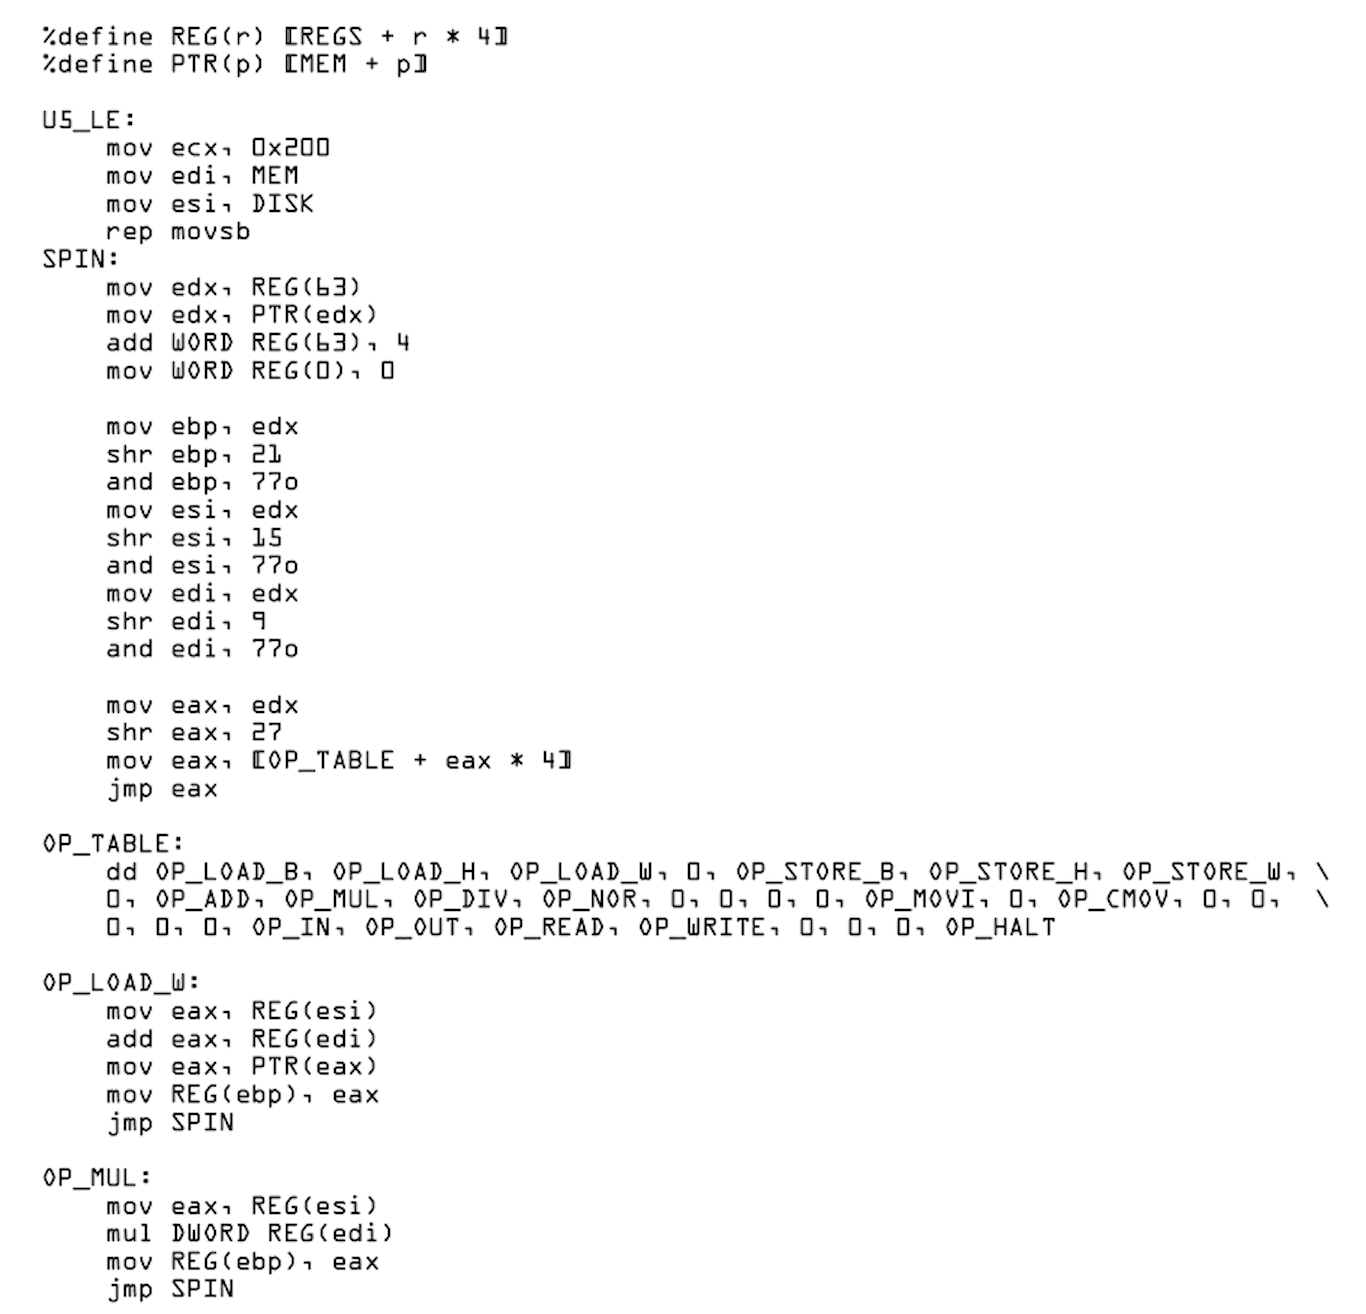 %define REG(r) [REGS + r * 4]
%define PTR(p) [MEM + p]

U5_LE:
    mov ecx, 0x200
    mov edi, MEM
    mov esi, DISK
    rep movsb
SPIN:
    mov edx, REG(63)
    mov edx, PTR(edx)
    add WORD REG(63), 4
    mov WORD REG(0), 0

    mov ebp, edx
    shr ebp, 21
    and ebp, 77o
    mov esi, edx
    shr esi, 15
    and esi, 77o
    mov edi, edx
    shr edi, 9
    and edi, 77o

    mov eax, edx
    shr eax, 27
    mov eax, [OP_TABLE + eax * 4]
    jmp eax

OP_TABLE:
    dd OP_LOAD_B, OP_LOAD_H, OP_LOAD_W, 0, OP_STORE_B, OP_STORE_H, OP_STORE_W, \
    0, OP_ADD, OP_MUL, OP_DIV, OP_NOR, 0, 0, 0, 0, OP_MOVI, 0, OP_CMOV, 0, 0,  \
    0, 0, 0, OP_IN, OP_OUT, OP_READ, OP_WRITE, 0, 0, 0, OP_HALT

OP_LOAD_W:
    mov eax, REG(esi)
    add eax, REG(edi)
    mov eax, PTR(eax)
    mov REG(ebp), eax
    jmp SPIN

OP_MUL:
    mov eax, REG(esi)
    mul DWORD REG(edi)
    mov REG(ebp), eax
    jmp SPIN